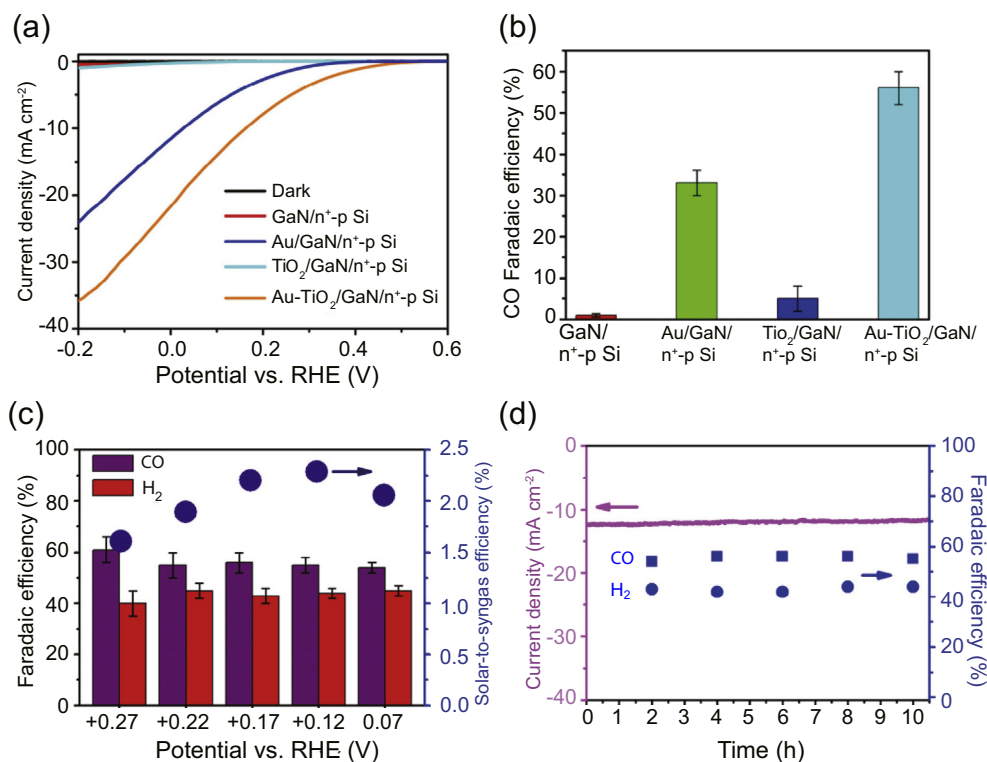 (a)
Current density (mA cm⁻²)
0
-10
-20
-30
-40
Dark
GaN/n⁺-p Si
Au/GaN/n⁺-p Si
TiO₂/GaN/n⁺-p Si
Au-TiO₂/GaN/n⁺-p Si
-0.2 0.0 0.2 0.4 0.6
Potential vs. RHE (V)
(b)
CO Faradaic efficiency (%)
60
50
40
30
20
10
0
GaN/ Au/GaN/ Tio₂/GaN/ Au-TiO₂/GaN/
n⁺-p Si n⁺-p Si n⁺-p Si n⁺-p Si
(c)
Faradaic efficiency (%)
100
80
60
40
20
0
CO
H₂
2.5
2.0
1.5
1.0
0.5
0.0
Solar-to-syngas efficiency (%)
+0.27 +0.22 +0.17 +0.12 0.07
Potential vs. RHE (V)
(d)
Current density (mA cm⁻²)
0
-10
-20
-30
-40
CO
H₂
100
80
60
40
20
0
Faradaic efficiency (%)
0 1 2 3 4 5 6 7 8 9 10
Time (h)